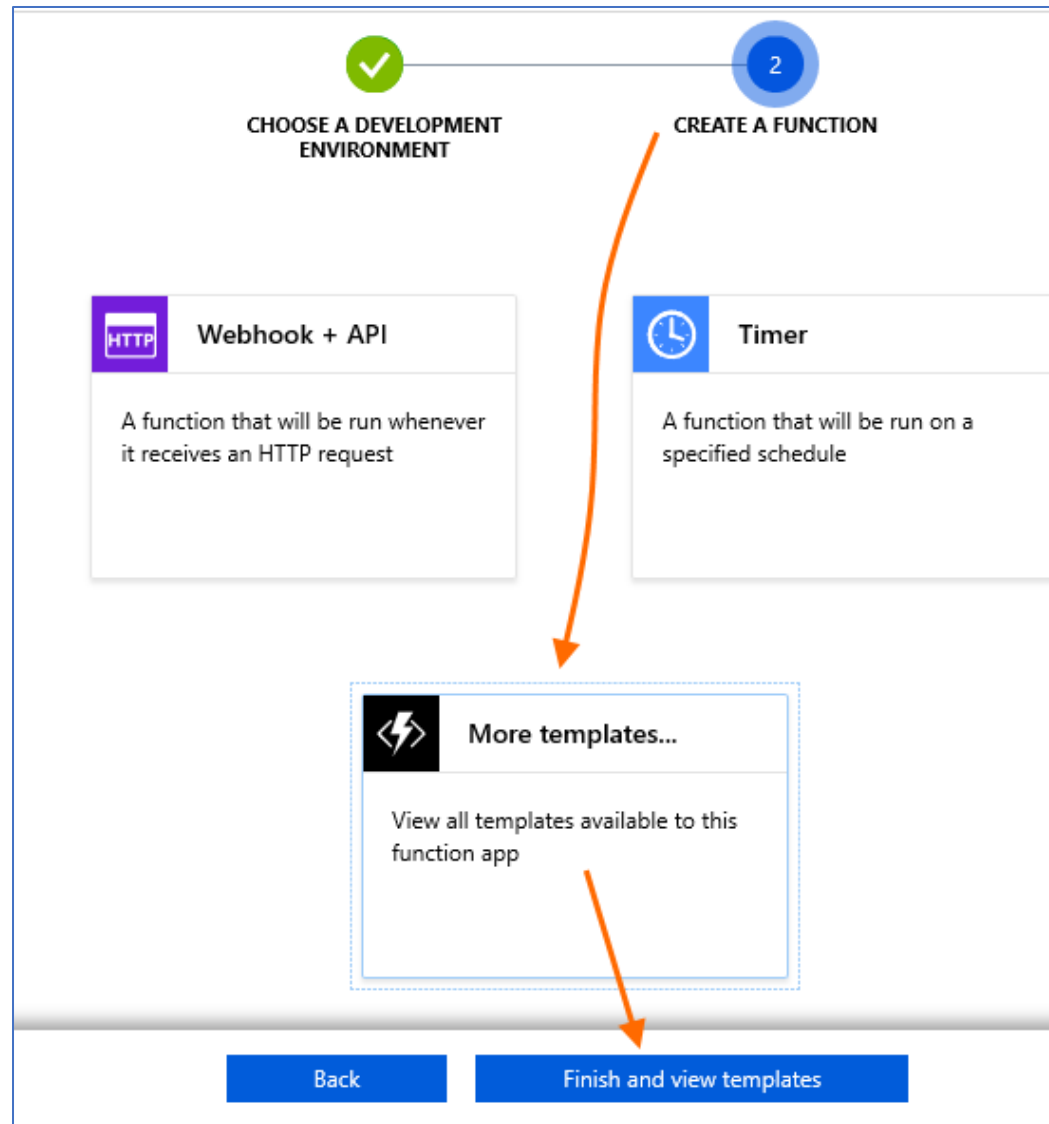 2
CHOOSE A DEVELOPMENT
ENVIRONMENT
CREATE A FUNCTION
HTTP
Webhook + API
A function that will be run whenever
it receives an HTTP request
Timer
A function that will be run on a
specified schedule
More templates...
View all templates available to this
function app
Back
Finish and view templates